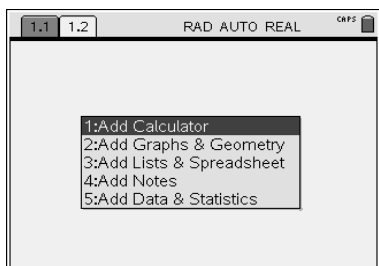 1.1 1.2 RAD AUTO REAL CAPS
1:Add Calculator
2:Add Graphs & Geometry
3:Add Lists & Spreadsheet
4:Add Notes
5:Add Data & Statistics